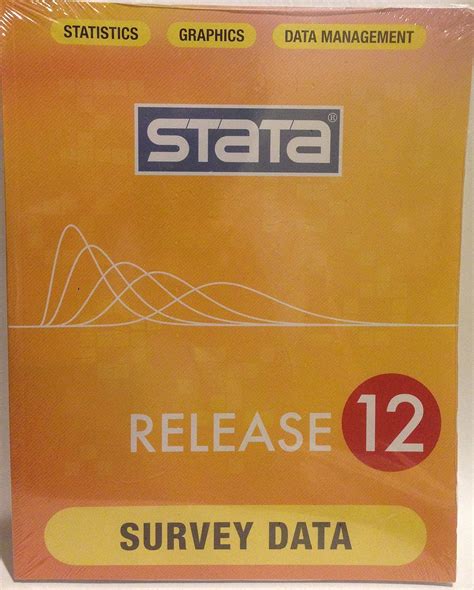 STATISTICS GRAPHICS DATA MANAGEMENT
STATA®
RELEASE 12
SURVEY DATA